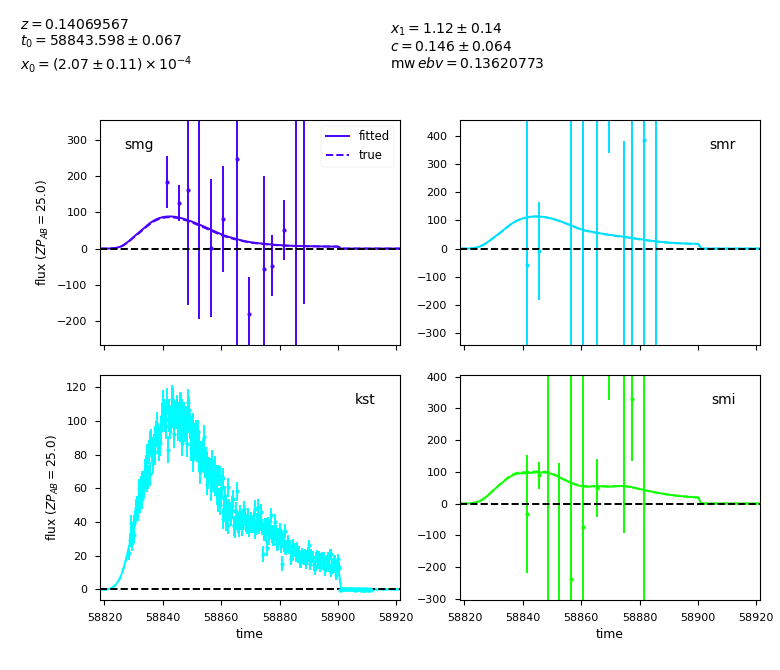 z = 0.14069567
t₀ = 58843.598 ± 0.067
x₀ = (2.07 ± 0.11) × 10⁻⁴
x₁ = 1.12 ± 0.14
c = 0.146 ± 0.064
mw ebv = 0.13620773
smg
fitted
true
300
200
100
0
−100
−200
flux (ZP_AB = 25.0)
smr
400
300
200
100
0
−100
−200
−300
kst
120
100
80
60
40
20
0
flux (ZP_AB = 25.0)
58820 58840 58860 58880 58900 58920
time
smi
400
300
200
100
0
−100
−200
−300
58820 58840 58860 58880 58900 58920
time